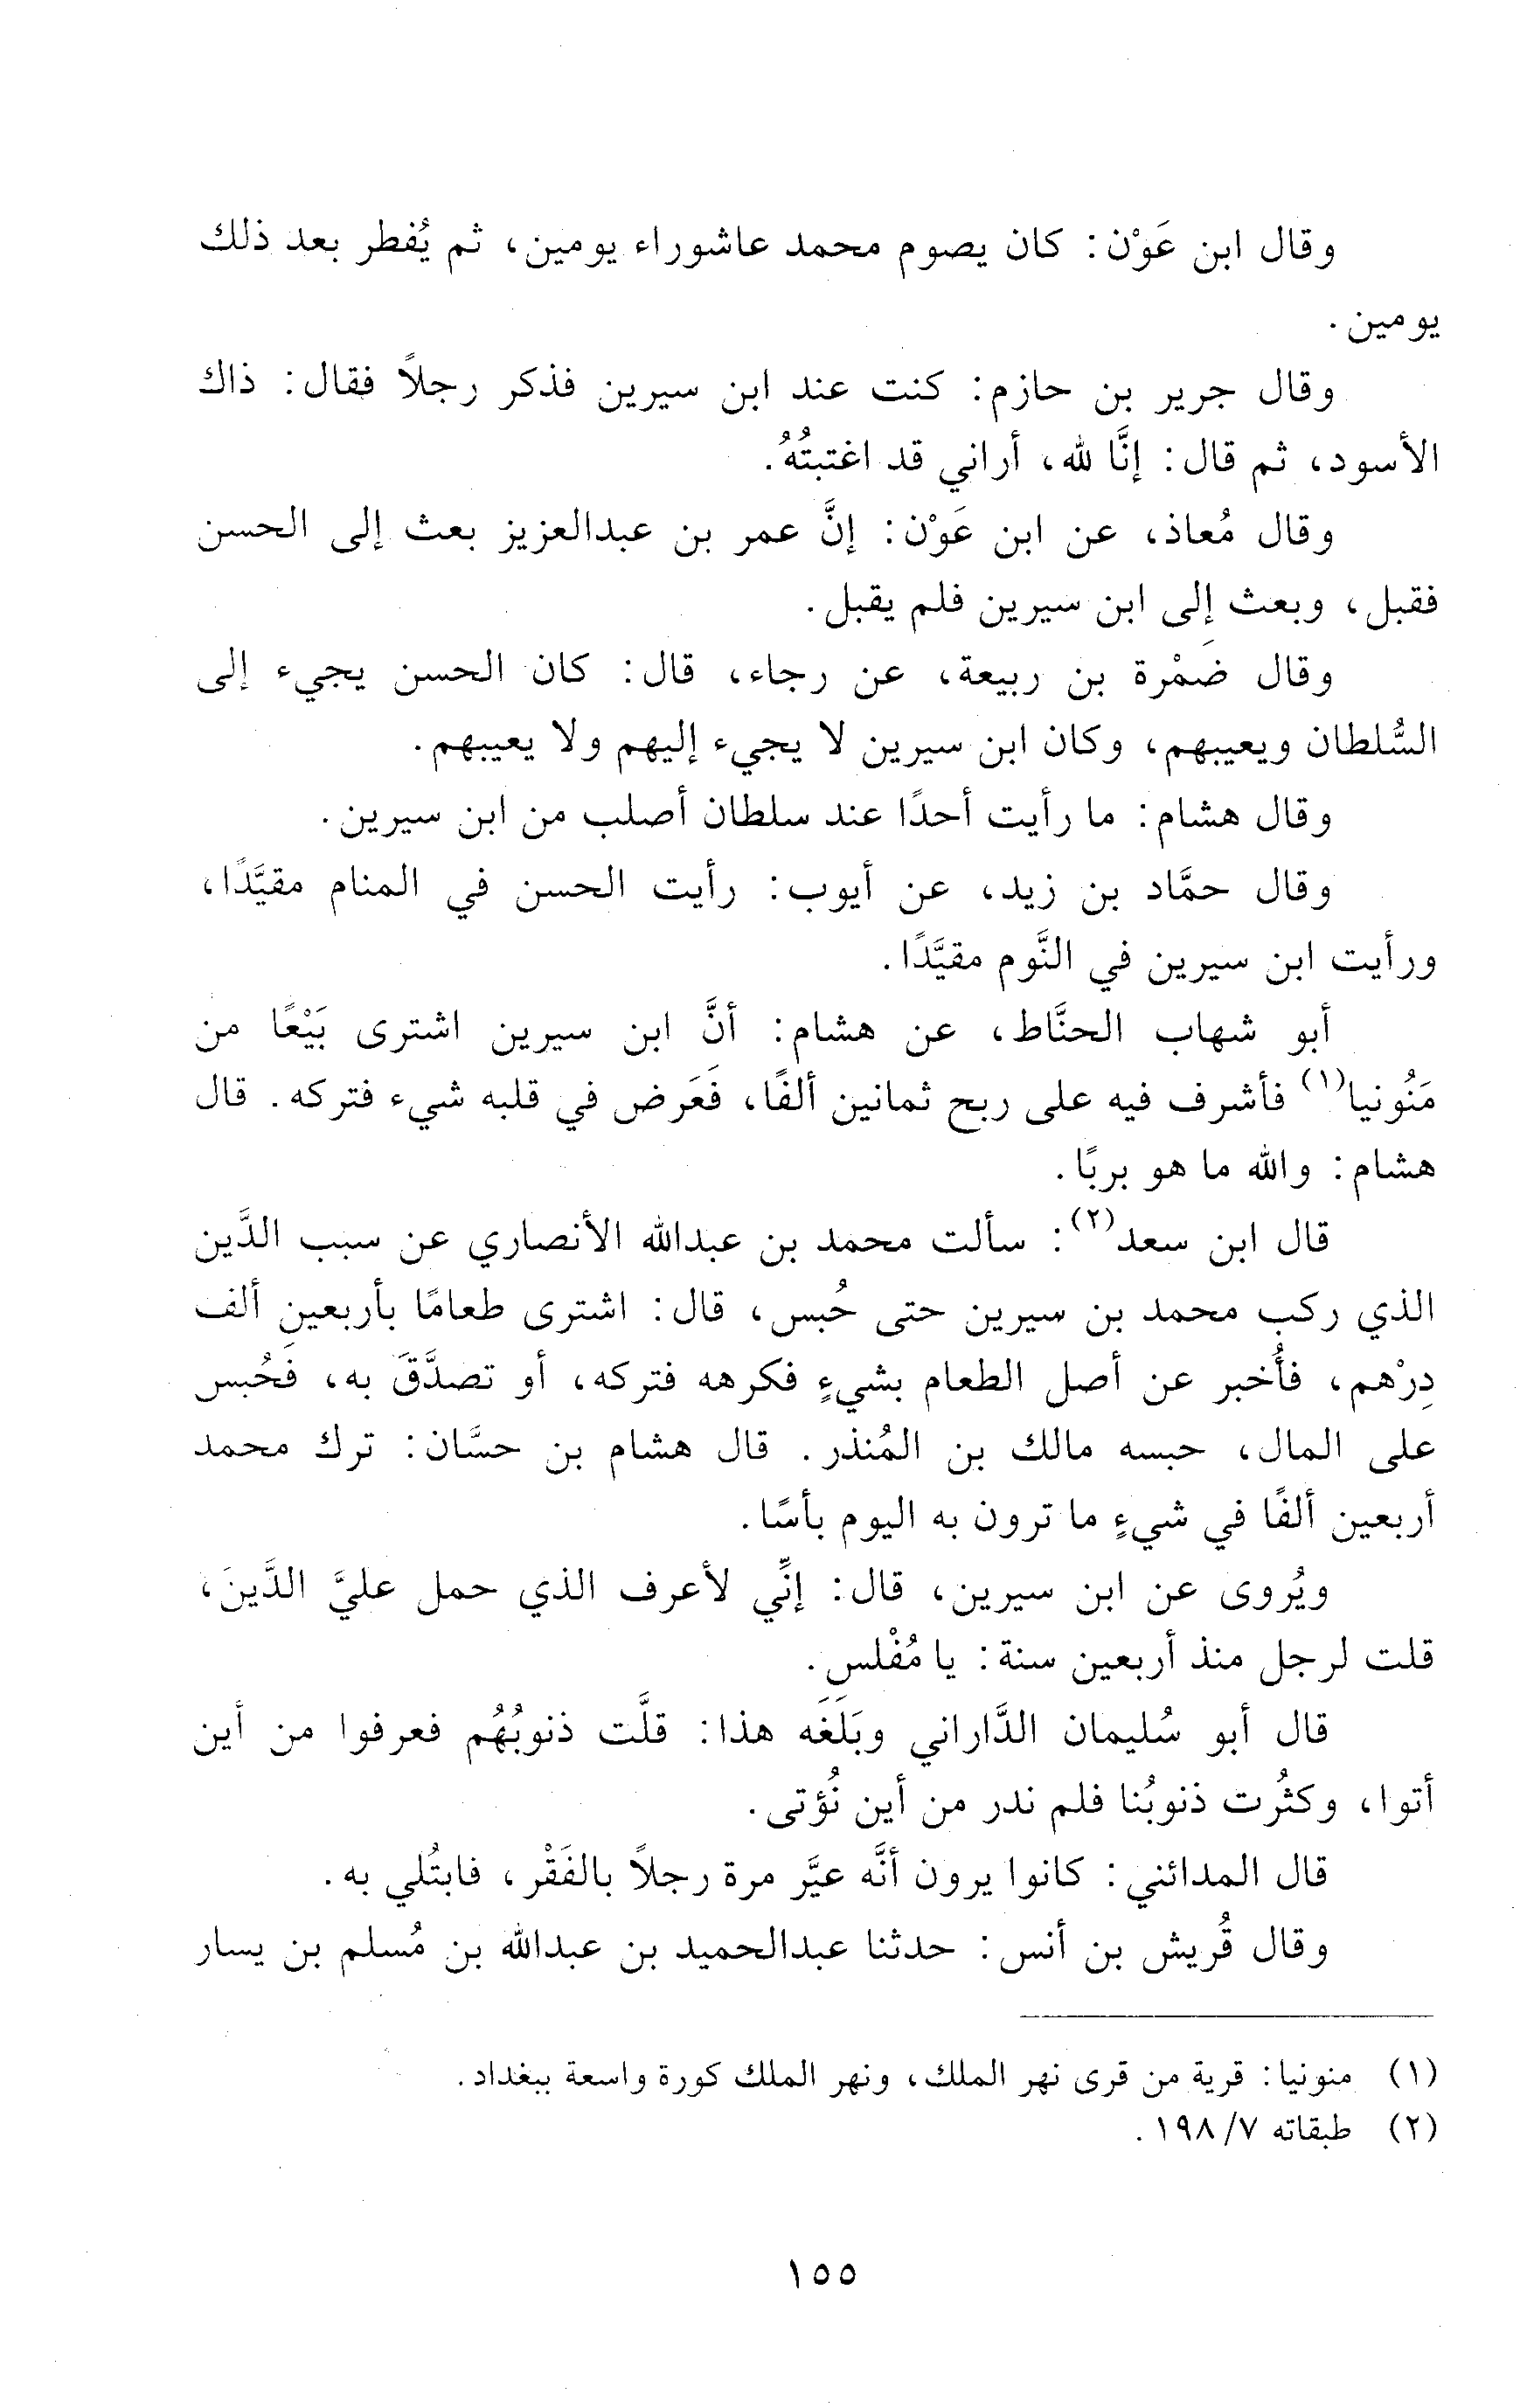 وقال ابن عَوْن: كان يصوم محمد عاشوراء يومين، ثم يُفطر بعد ذلك
يومين.
وقال جرير بن حازم: كنت عند ابن سيرين فذكر رجلاً فقال: ذاك
الأسود، ثم قال: إنَّا لله، أراني قد اغتبتُهُ.
وقال مُعاذ، عن ابن عَوْن: إنَّ عمر بن عبدالعزيز بعث إلى الحسن
فقبل، وبعث إلى ابن سيرين فلم يقبل.
وقال ضَمْرة بن ربيعة، عن رجاء، قال: كان الحسن يجيء إلى
السُّلطان ويعيبهم، وكان ابن سيرين لا يجيء إليهم ولا يعيبهم.
وقال هشام: ما رأيت أحدًا عند سلطان أصلب من ابن سيرين.
وقال حمَّاد بن زيد، عن أيوب: رأيت الحسن في المنام مقيَّدًا،
ورأيت ابن سيرين في النَّوم مقيَّدًا.
أبو شهاب الحنَّاط، عن هشام: أنَّ ابن سيرين اشترى بَيْعًا من
مَنُونيا(١) فأشرف فيه على ربح ثمانين ألفًا، فَعَرض في قلبه شيء فتركه. قال
هشام: والله ما هو بربًا.
قال ابن سعد(٢): سألت محمد بن عبدالله الأنصاري عن سبب الدَّين
الذي ركب محمد بن سيرين حتى حُبس، قال: اشترى طعامًا بأربعين ألف
دِرْهم، فأُخبر عن أصل الطعام بشيءٍ فكرهه فتركه، أو تصدَّقَ به، فَحُبس
على المال، حبسه مالك بن المُنذر. قال هشام بن حسَّان: ترك محمد
أربعين ألفًا في شيءٍ ما ترون به اليوم بأسًا.
ويُروى عن ابن سيرين، قال: إنِّي لأعرف الذي حمل عليَّ الدَّينَ،
قلت لرجل منذ أربعين سنة: يا مُفْلس.
قال أبو سُليمان الدَّاراني وبَلَغَه هذا: قلَّت ذنوبُهُم فعرفوا من أين
أتوا، وكثُرت ذنوبُنا فلم ندر من أين نُؤتى.
قال المدائني: كانوا يرون أنَّه عيَّر مرة رجلاً بالفَقْر، فابتُلي به.
وقال قُريش بن أنس: حدثنا عبدالحميد بن عبدالله بن مُسلم بن يسار
(١) منونيا: قرية من قرى نهر الملك، ونهر الملك كورة واسعة ببغداد.
(٢) طبقاته ٧/ ١٩٨.
١٥٥